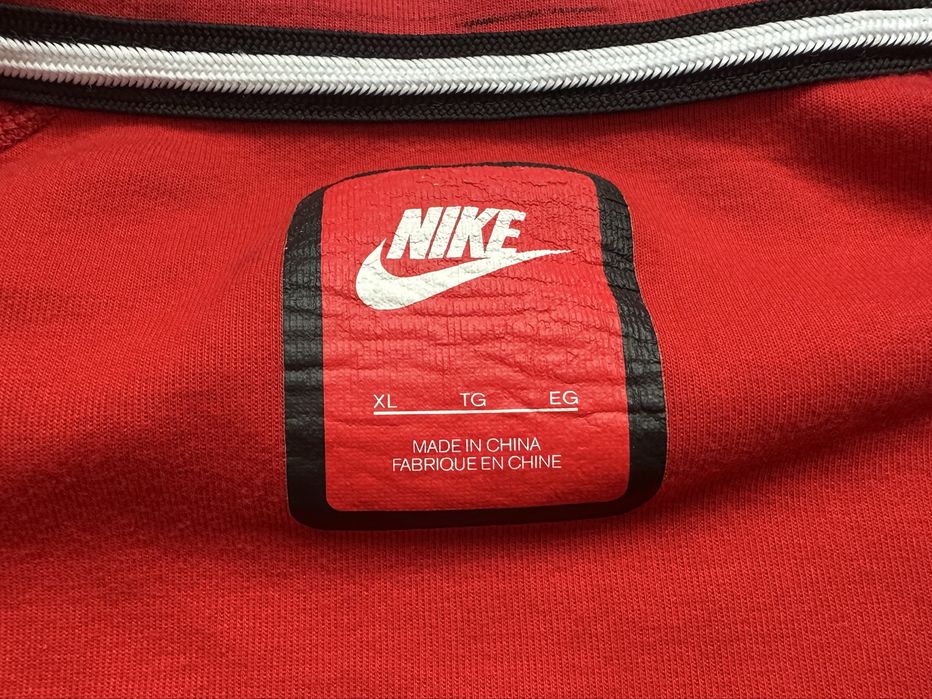 NIKE
XL TG EG
MADE IN CHINA
FABRIQUE EN CHINE